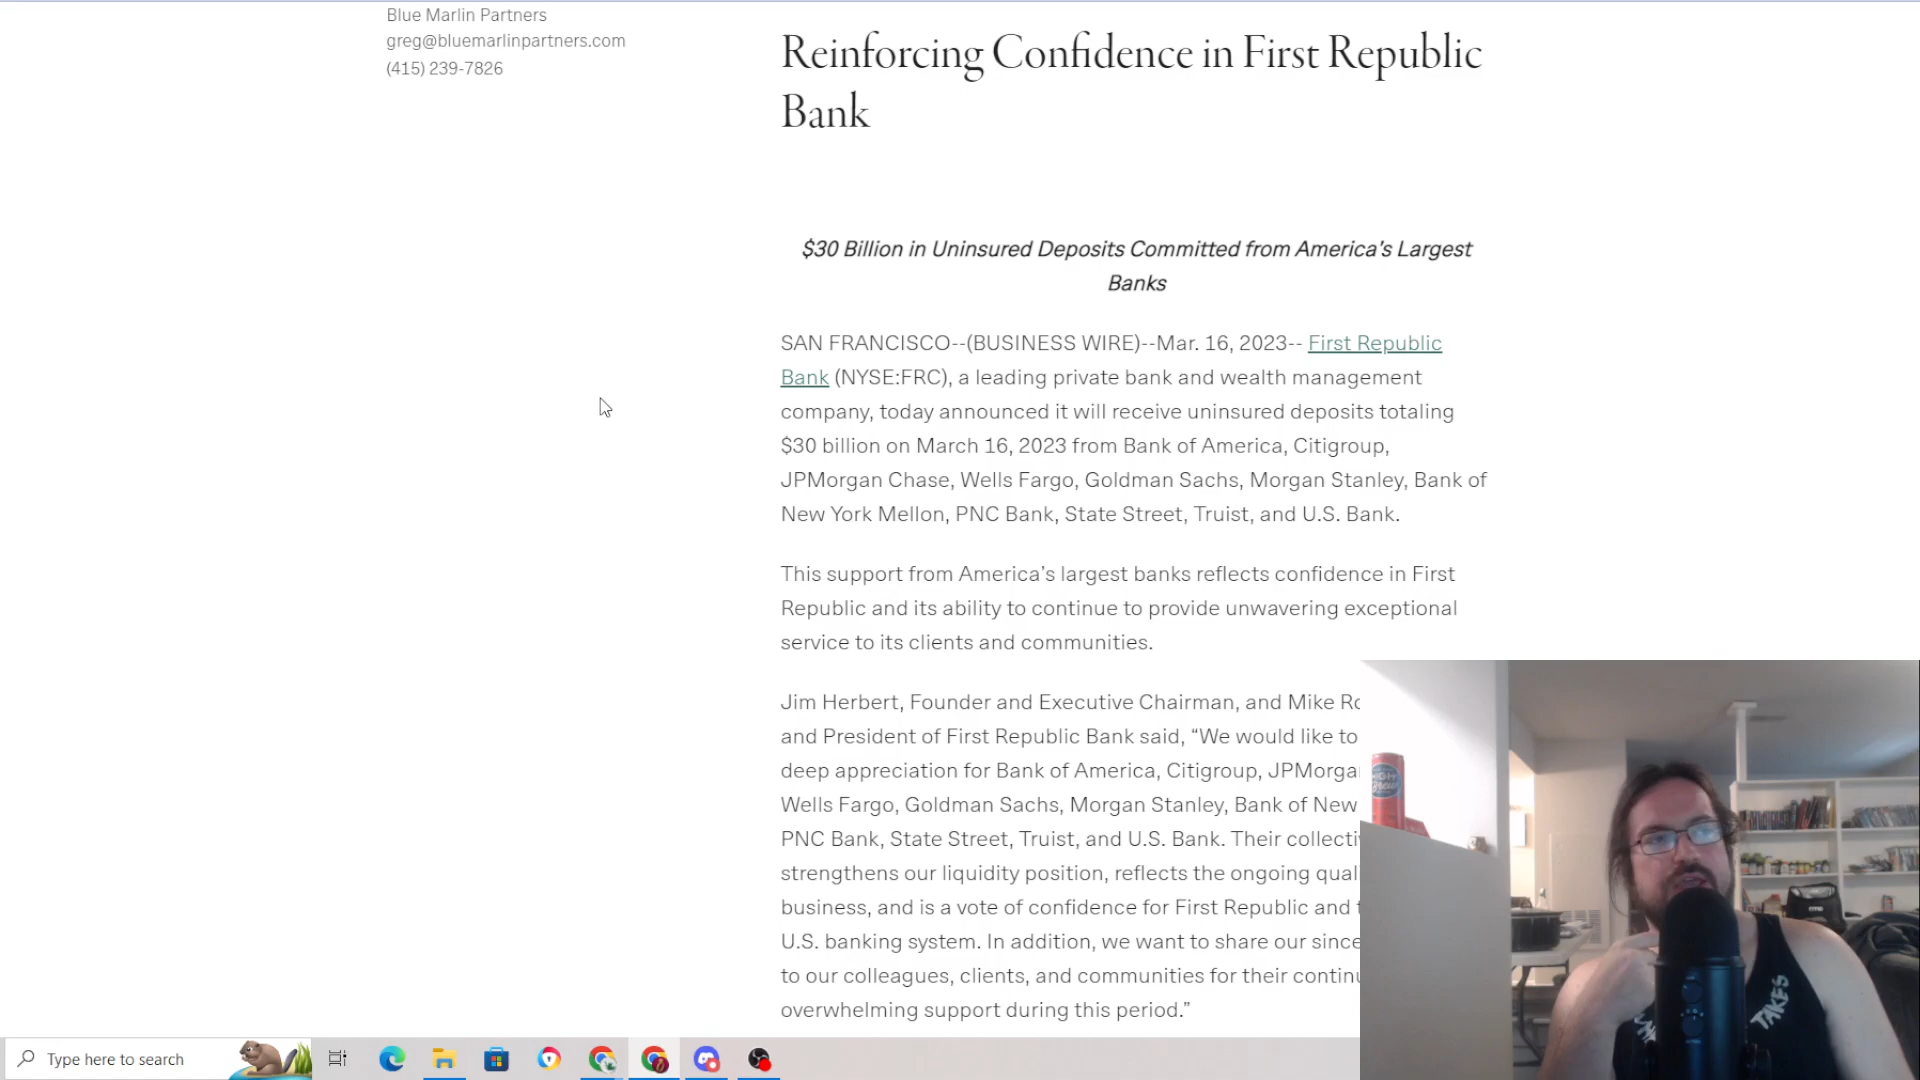 Blue Marlin Partners
greg@bluemarlinpartners.com
(415) 239-7826
Reinforcing Confidence in First Republic
Bank
$30 Billion in Uninsured Deposits Committed from America's Largest
Banks
SAN FRANCISCO--(BUSINESS WIRE)--Mar. 16, 2023-- First Republic
Bank (NYSE:FRC), a leading private bank and wealth management
company, today announced it will receive uninsured deposits totaling
$30 billion on March 16, 2023 from Bank of America, Citigroup,
JPMorgan Chase, Wells Fargo, Goldman Sachs, Morgan Stanley, Bank of
New York Mellon, PNC Bank, State Street, Truist, and U.S. Bank.
This support from America's largest banks reflects confidence in First
Republic and its ability to continue to provide unwavering exceptional
service to its clients and communities.
Jim Herbert, Founder and Executive Chairman, and Mike
and President of First Republic Bank said, “We would like to
deep appreciation for Bank of America, Citigroup,
Wells Fargo, Goldman Sachs, Morgan Stanley, Bank of New
PNC Bank, State Street, Truist, and U.S. Bank. Their
strengthens our liquidity position, reflects the ongoing
business, and is a vote of confidence for First Republic and
U.S. banking system. In addition, we want to share our
to our colleagues, clients, and communities for their
overwhelming support during this period.”
HIGH
Brew
TAKES
Type here to search